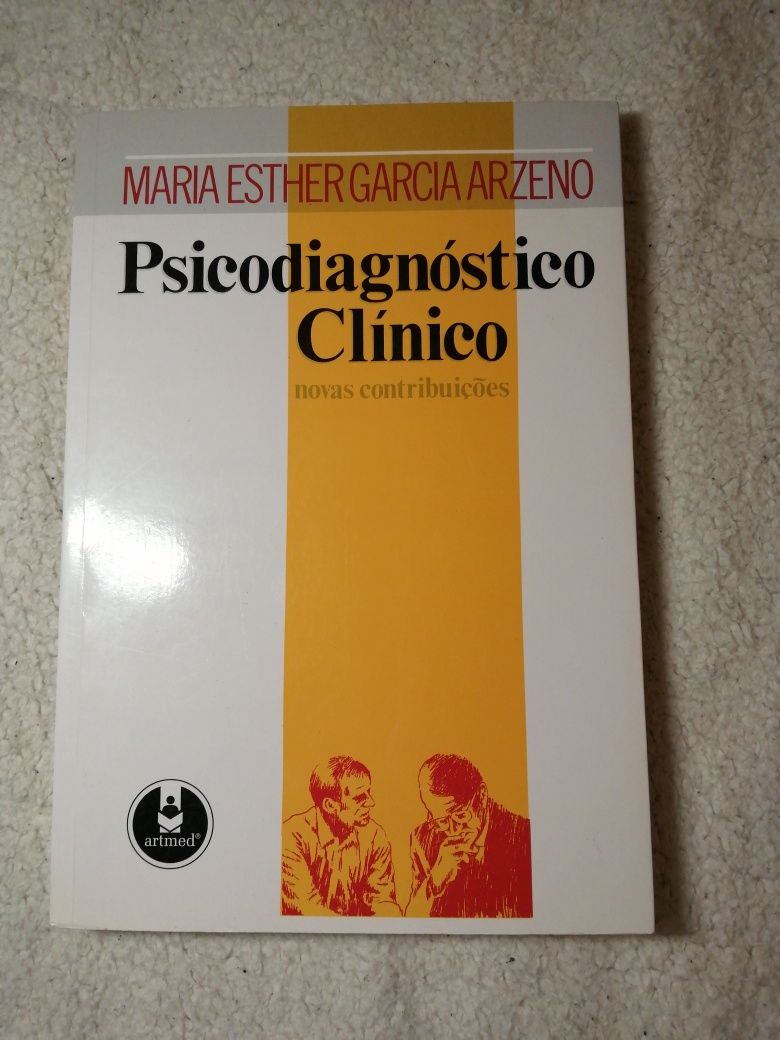 MARIA ESTHER GARCIA ARZENO
Psicodiagnóstico
Clínico
novas contribuições
artmed®